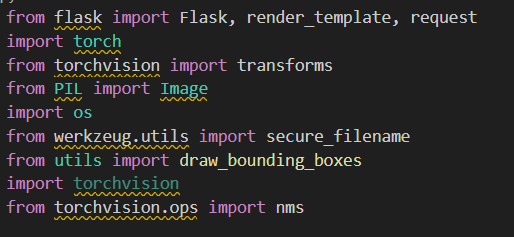 from flask import Flask, render_template, request
import torch
from torchvision import transforms
from PIL import Image
import os
from werkzeug.utils import secure_filename
from utils import draw_bounding_boxes
import torchvision
from torchvision.ops import nms